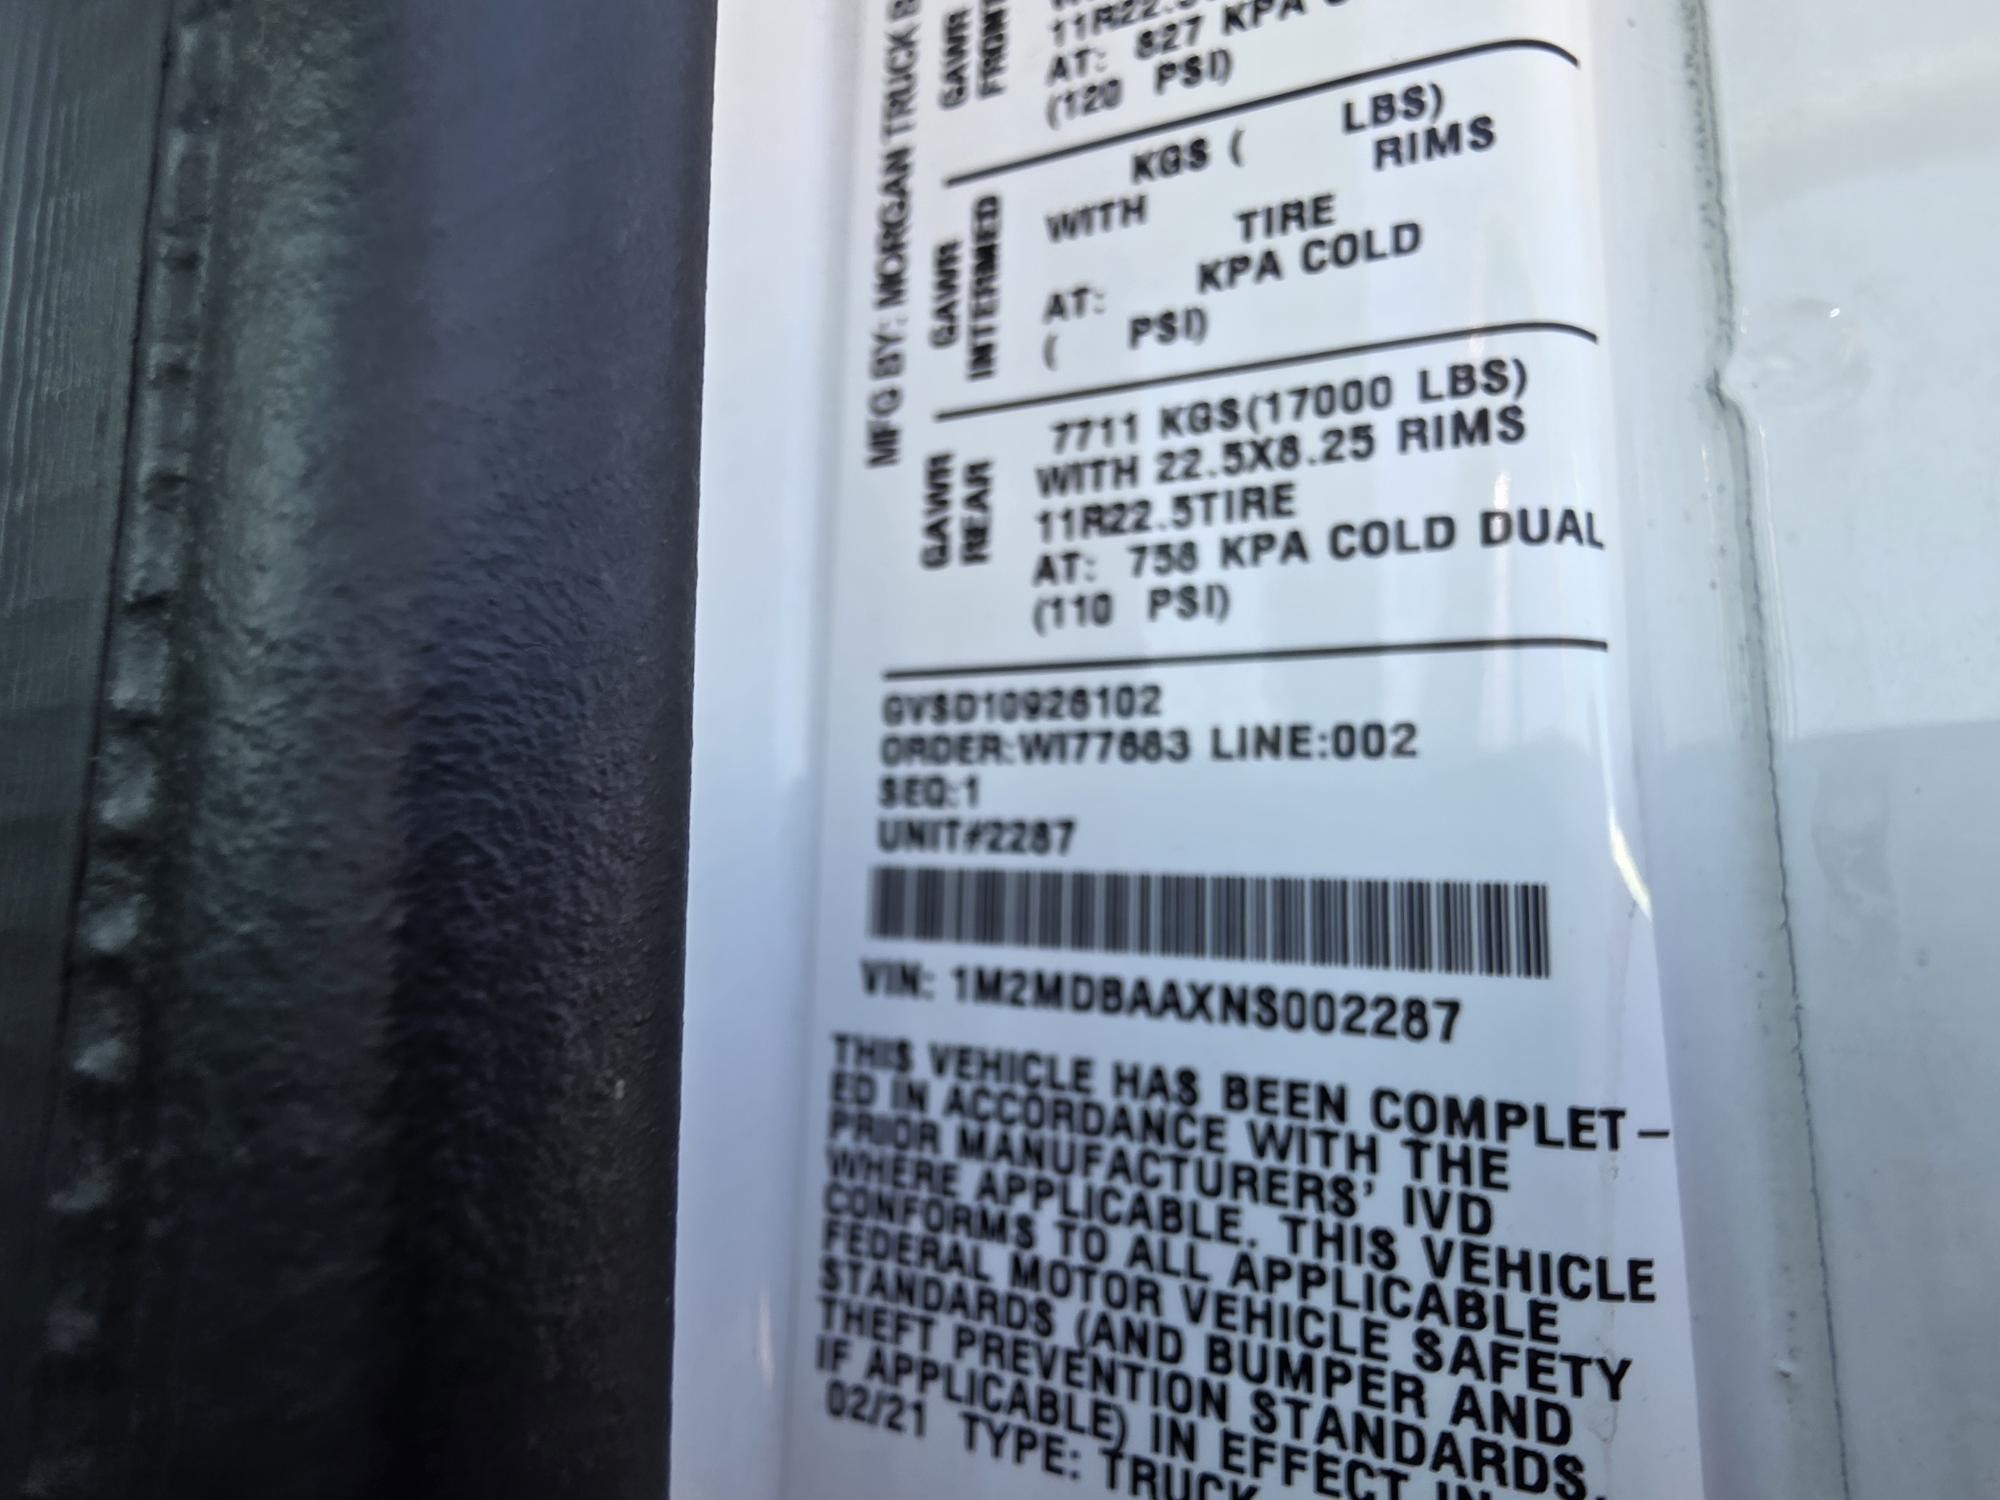 MFG BY: MORGAN TRUCK B
GAWR
FRONT
11R22.5
AT: 827 KPA
(120 PSI)
GAWR
INTERMED
KGS ( LBS)
WITH RIMS
TIRE
AT: KPA COLD
( PSI)
GAWR
REAR
7711 KGS(17000 LBS)
WITH 22.5X8.25 RIMS
11R22.5TIRE
AT: 758 KPA COLD DUAL
(110 PSI)
GVSD10926102
ORDER:WI77663 LINE:002
SEQ:1
UNIT#2287
VIN: 1M2MDBAAXNS002287
THIS VEHICLE HAS BEEN COMPLET-
ED IN ACCORDANCE WITH THE
PRIOR MANUFACTURERS' IVD
WHERE APPLICABLE. THIS VEHICLE
CONFORMS TO ALL APPLICABLE
FEDERAL MOTOR VEHICLE SAFETY
STANDARDS (AND BUMPER AND
THEFT PREVENTION STANDARDS,
IF APPLICABLE) IN EFFECT IN
02/21 TYPE: TRUCK